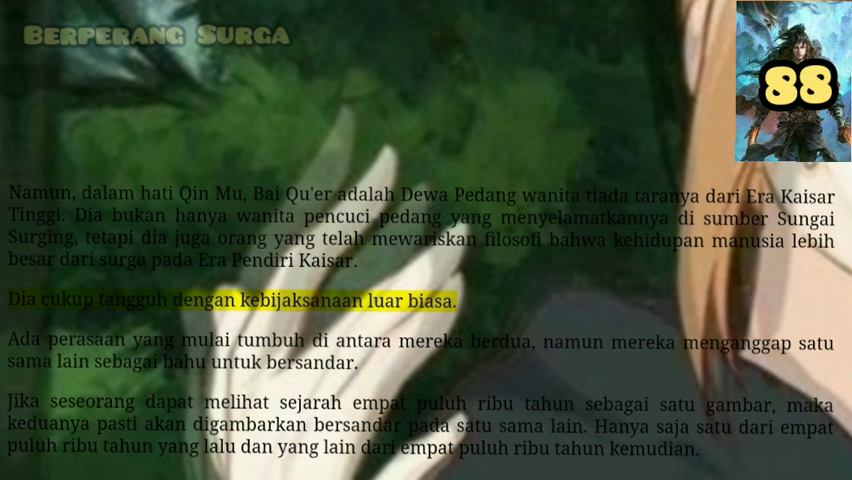 Berperang Surga
88
Namun, dalam hati Qin Mu, Bai Qu'er adalah Dewa Pedang wanita tiada taranya dari Era Kaisar
Tinggi. Dia bukan hanya wanita pencuci pedang yang menyelamatkannya di sumber Sungai
Surging, tetapi dia juga orang yang telah mewariskan filosofi bahwa kehidupan manusia lebih
besar dari surga pada Era Pendiri Kaisar.
Dia cukup tangguh dengan kebijaksanaan luar biasa.
Ada perasaan yang mulai tumbuh di antara mereka berdua, namun mereka menganggap satu
sama lain sebagai bahu untuk bersandar.
Jika seseorang dapat melihat sejarah empat puluh ribu tahun sebagai satu gambar, maka
keduanya pasti akan digambarkan bersandar pada satu sama lain. Hanya saja satu dari empat
puluh ribu tahun yang lalu dan yang lain dari empat puluh ribu tahun kemudian.